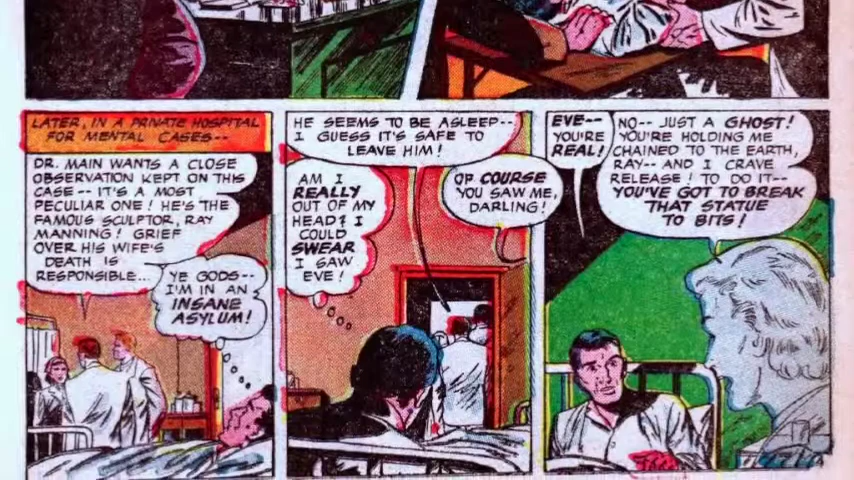 LATER, IN A PRIVATE HOSPITAL
FOR MENTAL CASES--
DR. MAIN WANTS A CLOSE
OBSERVATION KEPT ON THIS
CASE-- IT'S A MOST
PECULIAR ONE! HE'S THE
FAMOUS SCULPTOR, RAY
MANNING! GRIEF
OVER HIS WIFE'S
DEATH IS
RESPONSIBLE...
YE GODS--
I'M IN AN
INSANE
ASYLUM!
HE SEEMS TO BE ASLEEP--
I GUESS IT'S SAFE TO
LEAVE HIM!
AM I
REALLY
OUT OF MY
HEAD? I
COULD
SWEAR
I SAW
EVE!
OF COURSE
YOU SAW ME,
DARLING!
EVE--
YOU'RE
REAL!
NO-- JUST A GHOST!
YOU'RE HOLDING ME
CHAINED TO THE EARTH,
RAY-- AND I CRAVE
RELEASE! TO DO IT--
YOU'VE GOT TO BREAK
THAT STATUE
TO BITS!